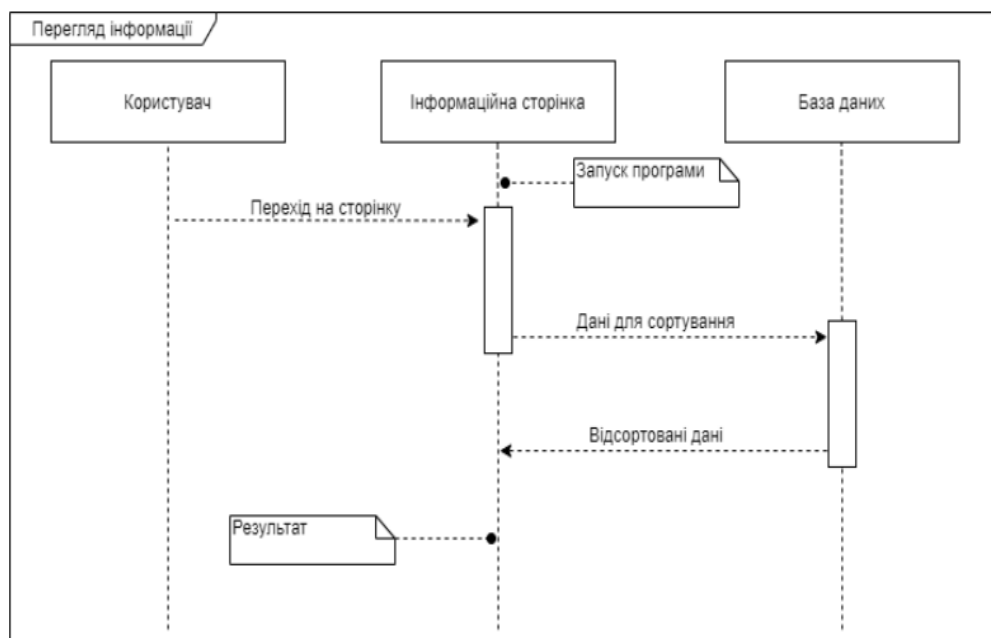 Перегляд інформації
Користувач
Інформаційна сторінка
База даних
Запуск програми
Перехід на сторінку
Дані для сортування
Відсортовані дані
Результат